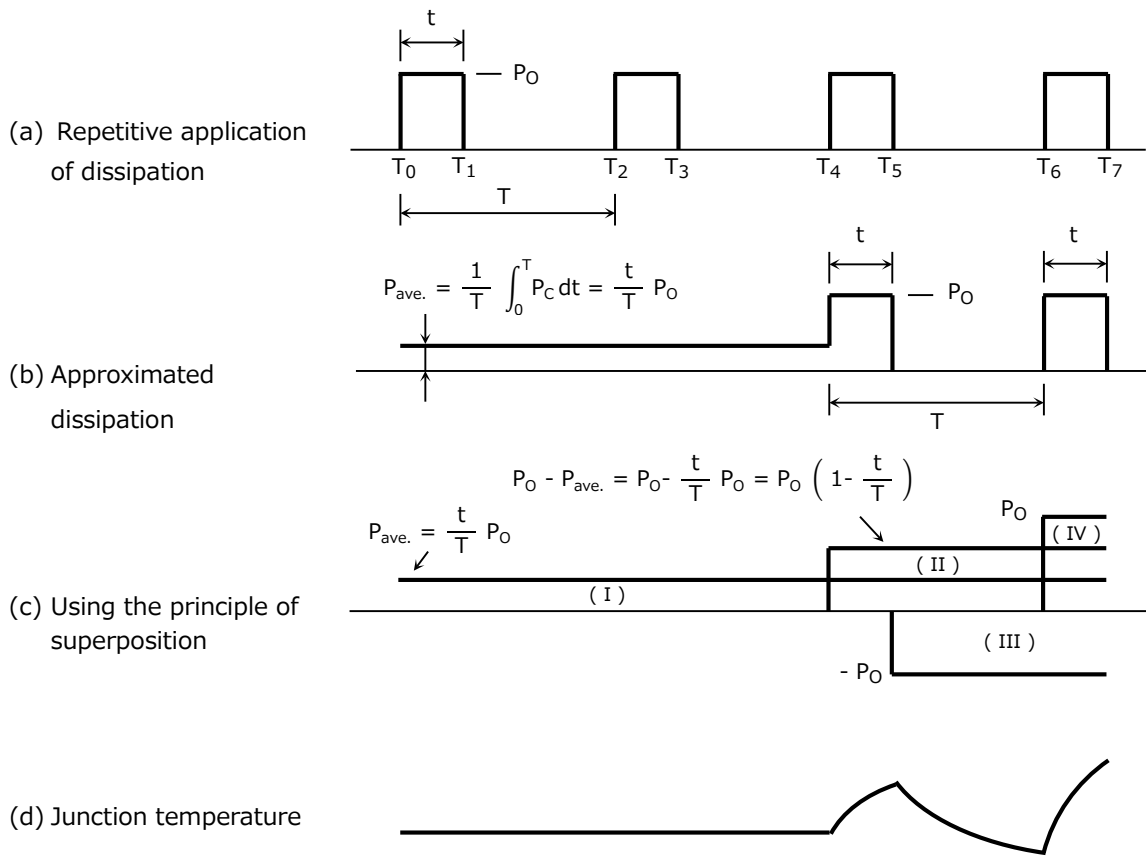 t
P_O
(a) Repetitive application
of dissipation
T_0 T_1 T_2 T_3 T_4 T_5 T_6 T_7
T
t t
P_ave. = 1/T ∫_0^T P_C dt = t/T P_O
P_O
(b) Approximated
dissipation
T
P_O - P_ave. = P_O- t/T P_O = P_O ( 1- t/T )
P_ave. = t/T P_O
P_O
( IV )
( II )
( I )
(c) Using the principle of
superposition
( III )
- P_O
(d) Junction temperature